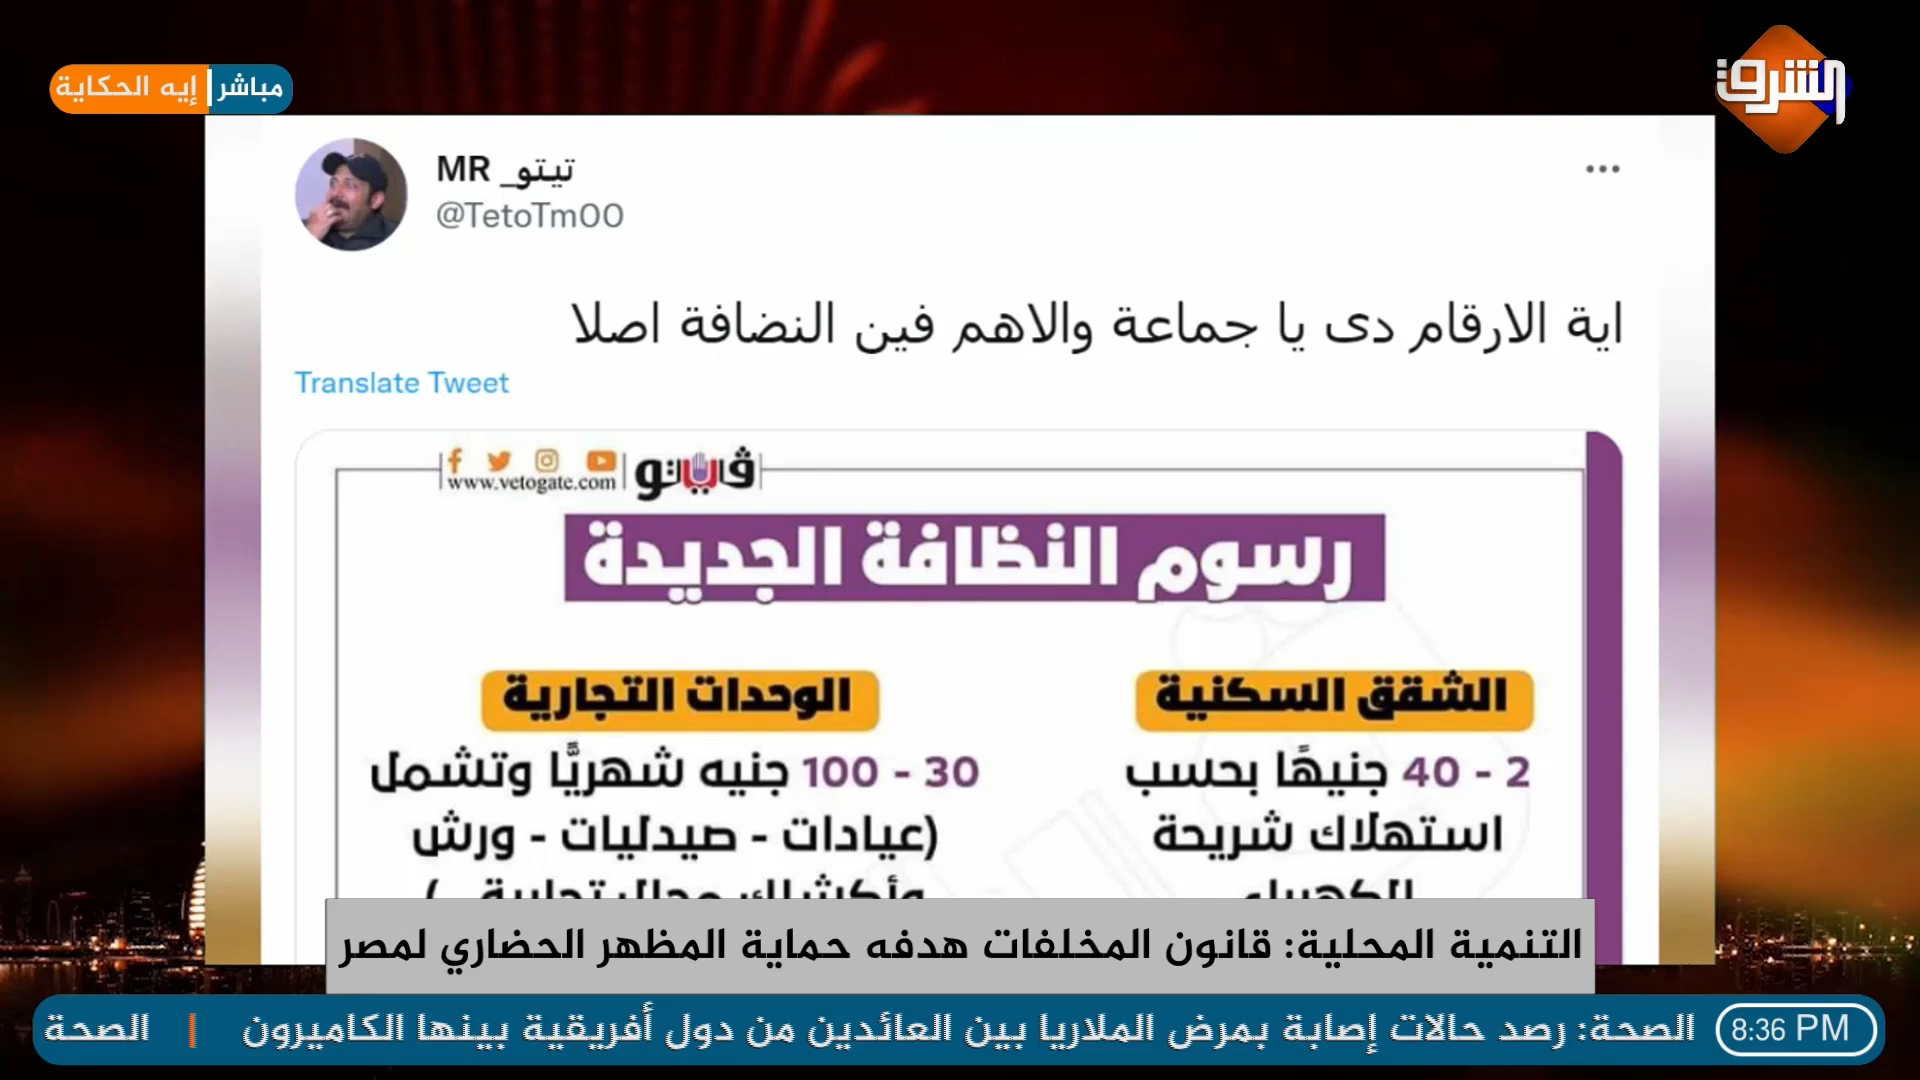 مباشر
إيه الحكاية
الشرق
MR _تيتو
@TetoTm00
اية الارقام دى يا جماعة والاهم فين النضافة اصلا
Translate Tweet
www.vetogate.com
ڤيتو
رسوم النظافة الجديدة
الشقق السكنية
2 - 40 جنيهًا بحسب
استهلاك شريحة
الكهرباء
الوحدات التجارية
30 - 100 جنيه شهريًّا وتشمل
(عيادات - صيدليات - ورش
التنمية المحلية: قانون المخلفات هدفه حماية المظهر الحضاري لمصر
8:36 PM
الصحة: رصد حالات إصابة بمرض الملاريا بين العائدين من دول أفريقية بينها الكاميرون | الصحة